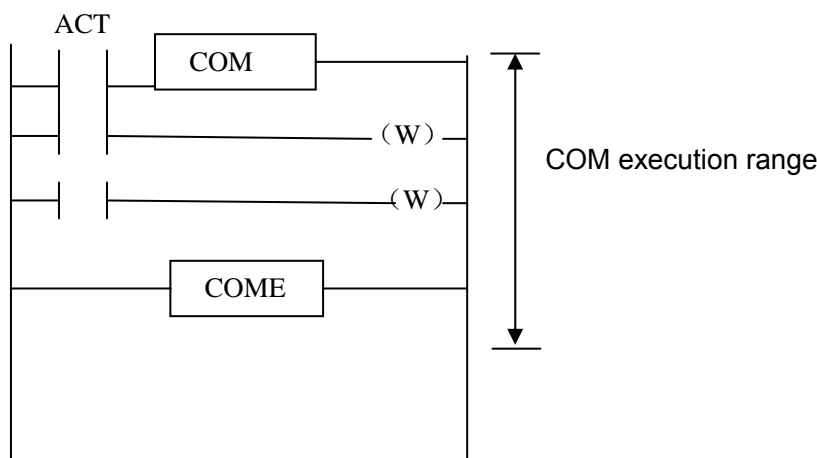 ACT
COM
（W）
COM execution range
（W）
COME